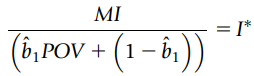 MI
(b̂₁POV + (1 − b̂₁)) = I*